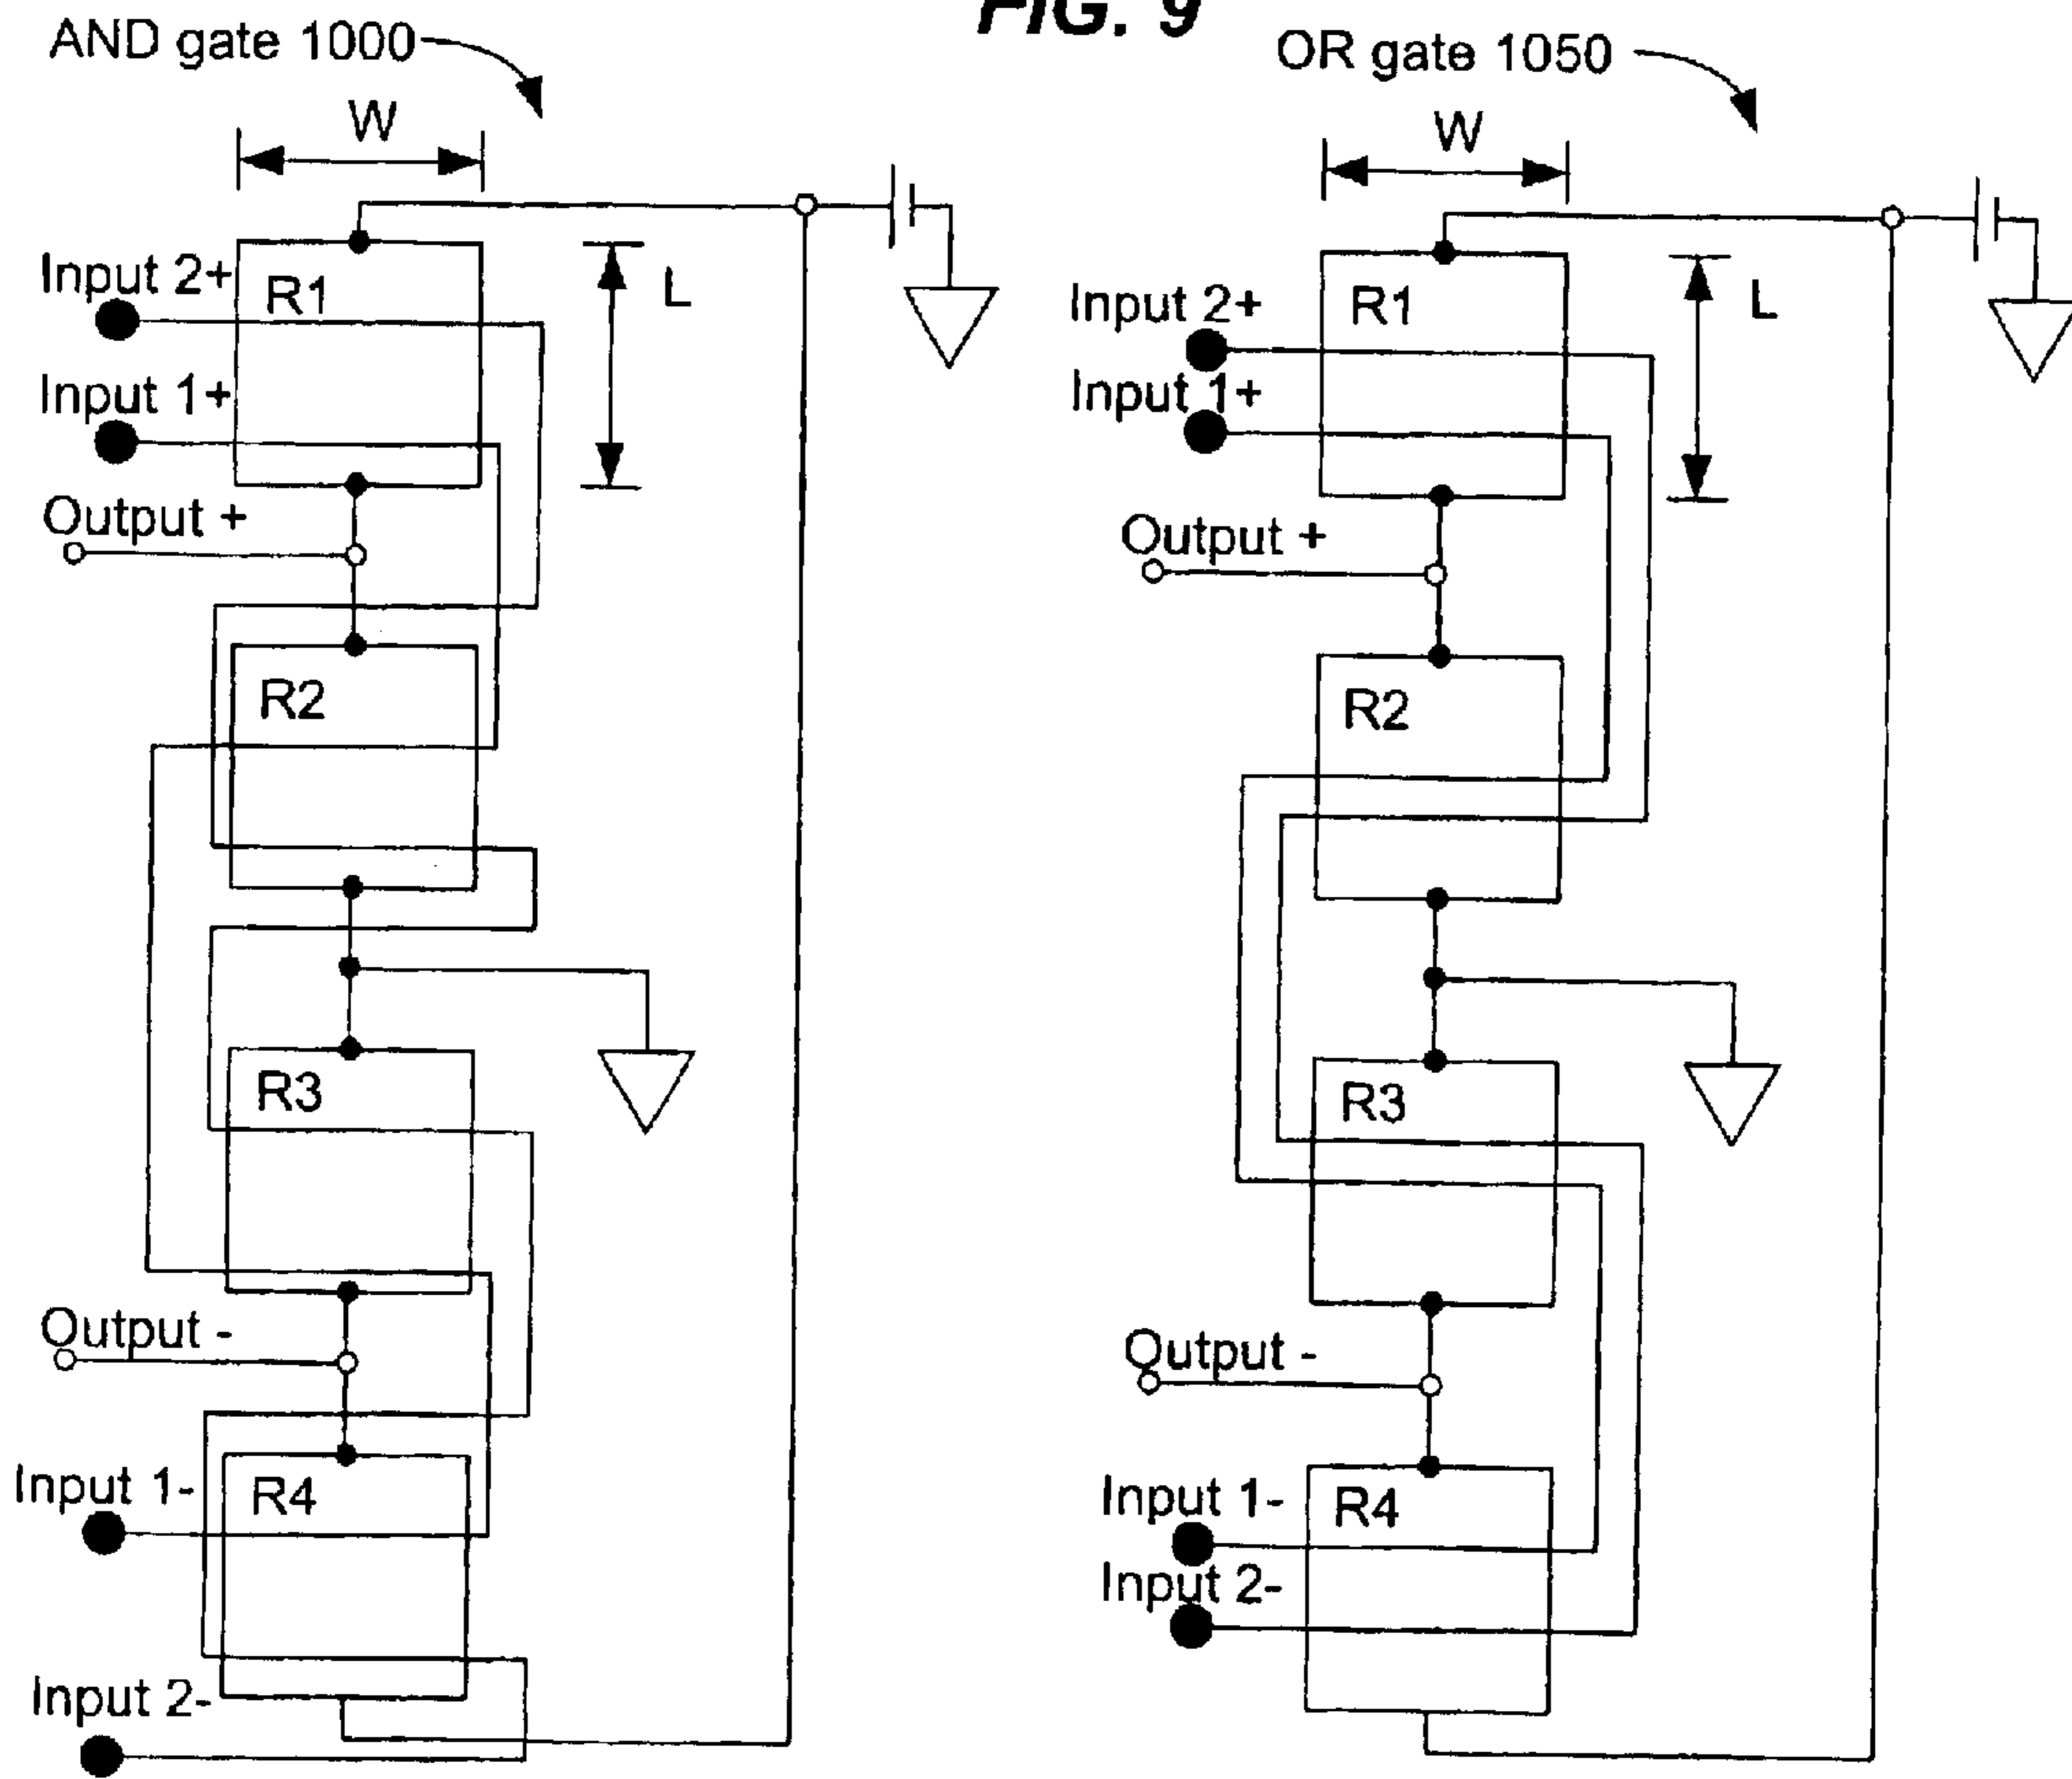 FIG. 9
AND gate 1000
W
Input 2+
R1
L
Input 1+
Output +
R2
R3
Output -
Input 1-
R4
Input 2-
OR gate 1050
W
Input 2+
R1
L
Input 1+
Output +
R2
R3
Output -
Input 1-
R4
Input 2-